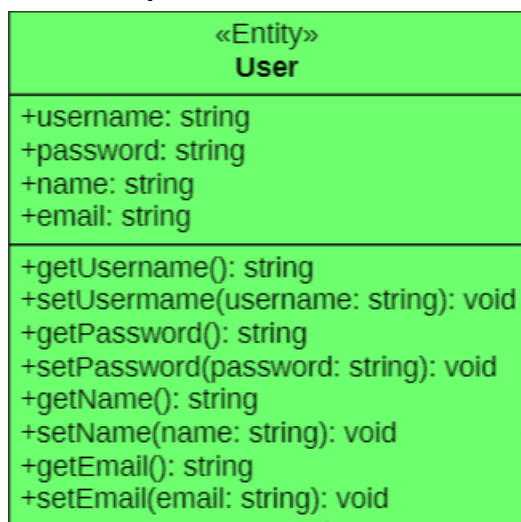 «Entity»
User
+username: string
+password: string
+name: string
+email: string
+getUsername(): string
+setUsermame(username: string): void
+getPassword(): string
+setPassword(password: string): void
+getName(): string
+setName(name: string): void
+getEmail(): string
+setEmail(email: string): void